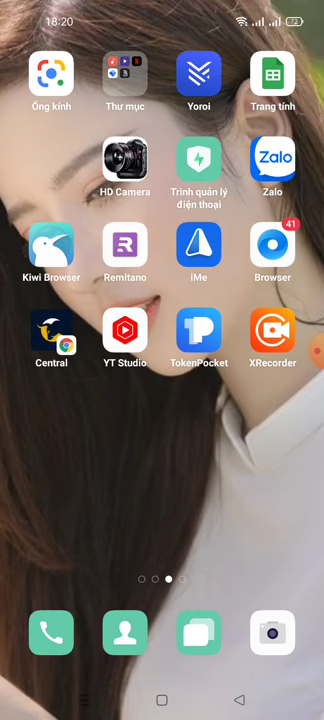 18:20
72
Ống kính
Thư mục
Yoroi
Trang tính
HD Camera
Trình quản lý
điện thoại
Zalo
Zalo
41
Kiwi Browser
Remitano
iMe
Browser
Central
YT Studio
TokenPocket
XRecorder